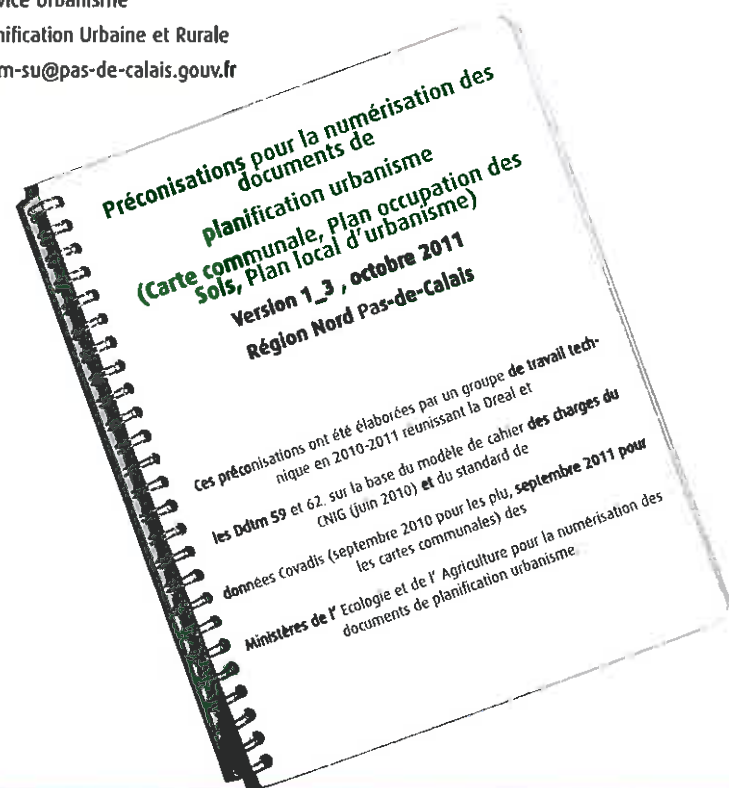 vice Urbanisme
nification Urbaine et Rurale
m-su@pas-de-calais.gouv.fr
Préconisations pour la numérisation des
documents de
planification urbanisme
(Carte communale, Plan occupation des
Sols, Plan local d'urbanisme)
Version 1_3 , octobre 2011
Région Nord Pas-de-Calais
Ces préconisations ont été élaborées par un groupe de travail tech-
nique en 2010-2011 réunissant la Dreal et
les Ddtm 59 et 62. sur la base du modèle de cahier des charges du
CNIG (juin 2010) et du standard de
données Covadis (septembre 2010 pour les plu, septembre 2011 pour
les cartes communales) des
Ministères de l' Ecologie et de l' Agriculture pour la numérisation des
documents de planification urbanisme.